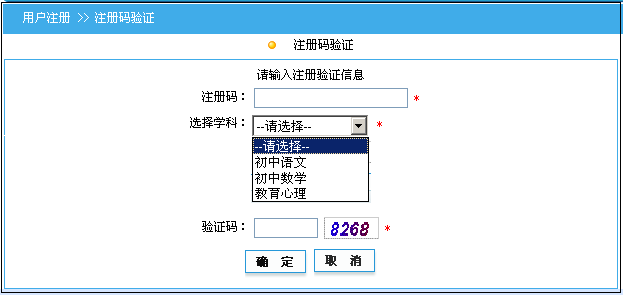 用户注册 >> 注册码验证
注册码验证
请输入注册验证信息
注册码： *
选择学科： --请选择-- *
--请选择--
初中语文
初中数学
教育心理
验证码： 8268 *
确 定 取 消